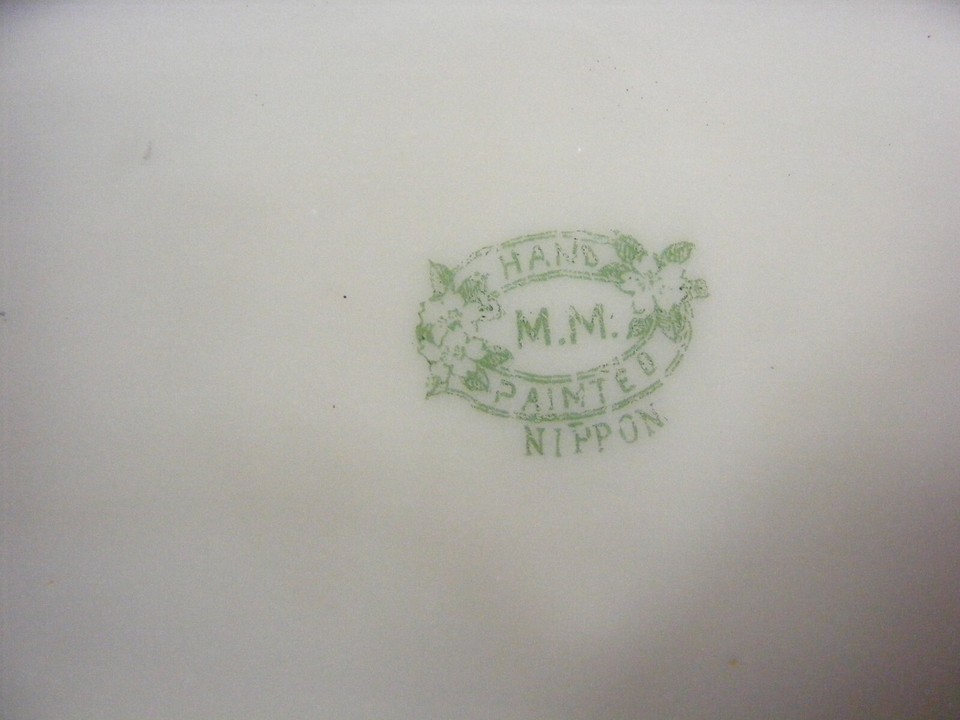 HAND
M.M.
PAINTED
NIPPON